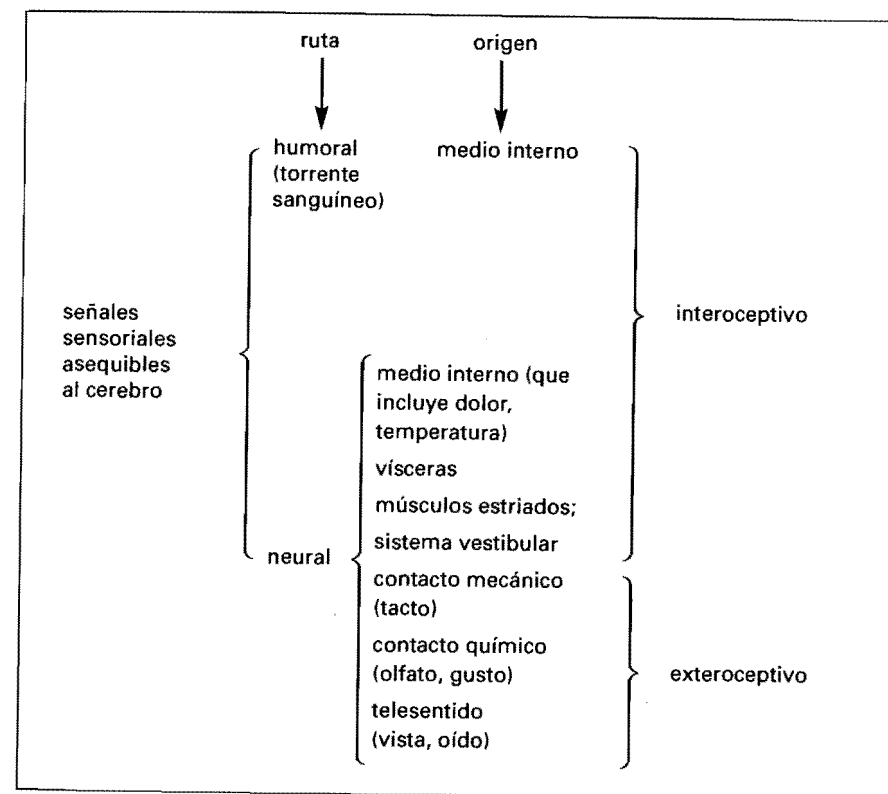 ruta
origen
humoral
(torrente
sanguíneo)
medio interno
señales
sensoriales
asequibles
al cerebro
interoceptivo
medio interno (que
incluye dolor,
temperatura)
vísceras
músculos estriados;
sistema vestibular
neural
contacto mecánico
(tacto)
contacto químico
(olfato, gusto)
exteroceptivo
telesentido
(vista, oído)